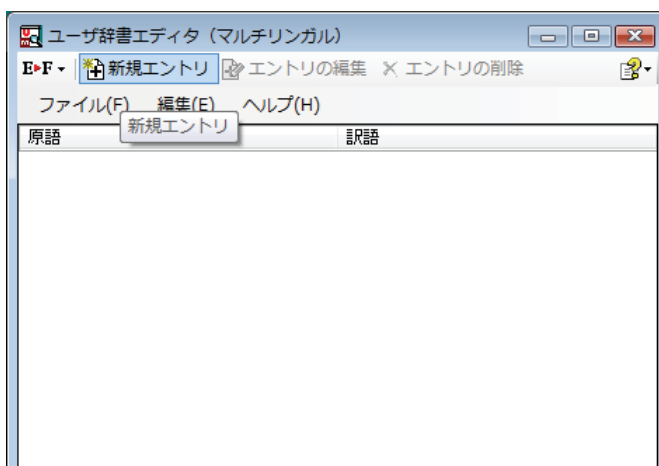 ユーザ辞書エディタ（マルチリンガル）
E▸F 新規エントリ エントリの編集 エントリの削除
ファイル(F) 編集(E) ヘルプ(H)
新規エントリ
原語 訳語